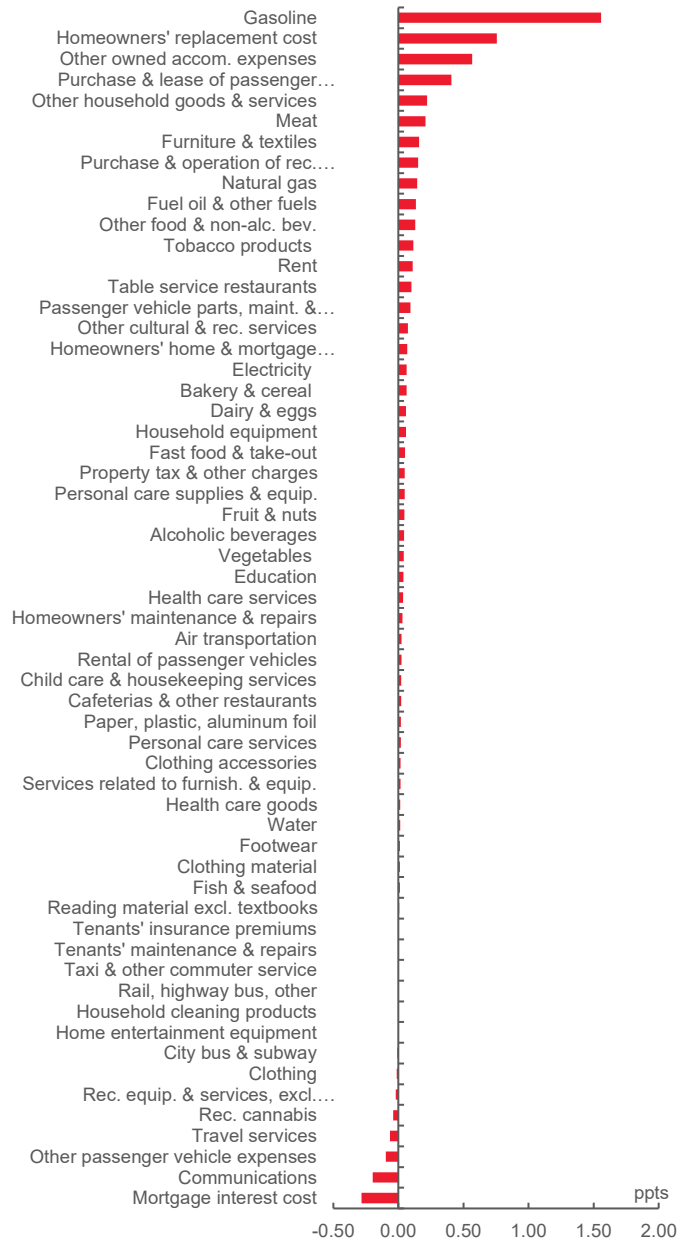 Gasoline
Homeowners' replacement cost
Other owned accom. expenses
Purchase & lease of passenger…
Other household goods & services
Meat
Furniture & textiles
Purchase & operation of rec.…
Natural gas
Fuel oil & other fuels
Other food & non-alc. bev.
Tobacco products
Rent
Table service restaurants
Passenger vehicle parts, maint. &…
Other cultural & rec. services
Homeowners' home & mortgage…
Electricity
Bakery & cereal
Dairy & eggs
Household equipment
Fast food & take-out
Property tax & other charges
Personal care supplies & equip.
Fruit & nuts
Alcoholic beverages
Vegetables
Education
Health care services
Homeowners' maintenance & repairs
Air transportation
Rental of passenger vehicles
Child care & housekeeping services
Cafeterias & other restaurants
Paper, plastic, aluminum foil
Personal care services
Clothing accessories
Services related to furnish. & equip.
Health care goods
Water
Footwear
Clothing material
Fish & seafood
Reading material excl. textbooks
Tenants' insurance premiums
Tenants' maintenance & repairs
Taxi & other commuter service
Rail, highway bus, other
Household cleaning products
Home entertainment equipment
City bus & subway
Clothing
Rec. equip. & services, excl.…
Rec. cannabis
Travel services
Other passenger vehicle expenses
Communications
Mortgage interest cost
ppts
-0.50 0.00 0.50 1.00 1.50 2.00